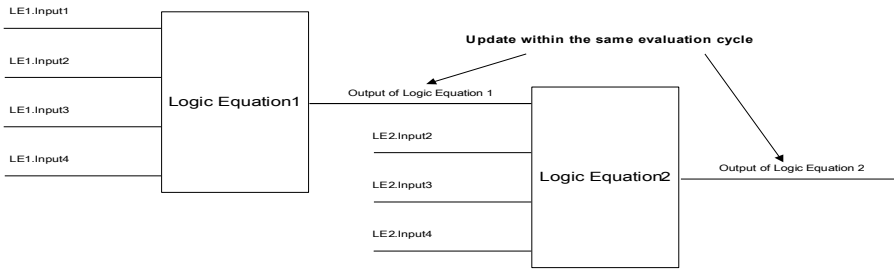 LE1.Input1
Update within the same evaluation cycle
LE1.Input2
Output of Logic Equation 1
Logic Equation1
LE1.Input3
LE2.Input2
LE1.Input4
Output of Logic Equation 2
Logic Equation2
LE2.Input3
LE2.Input4